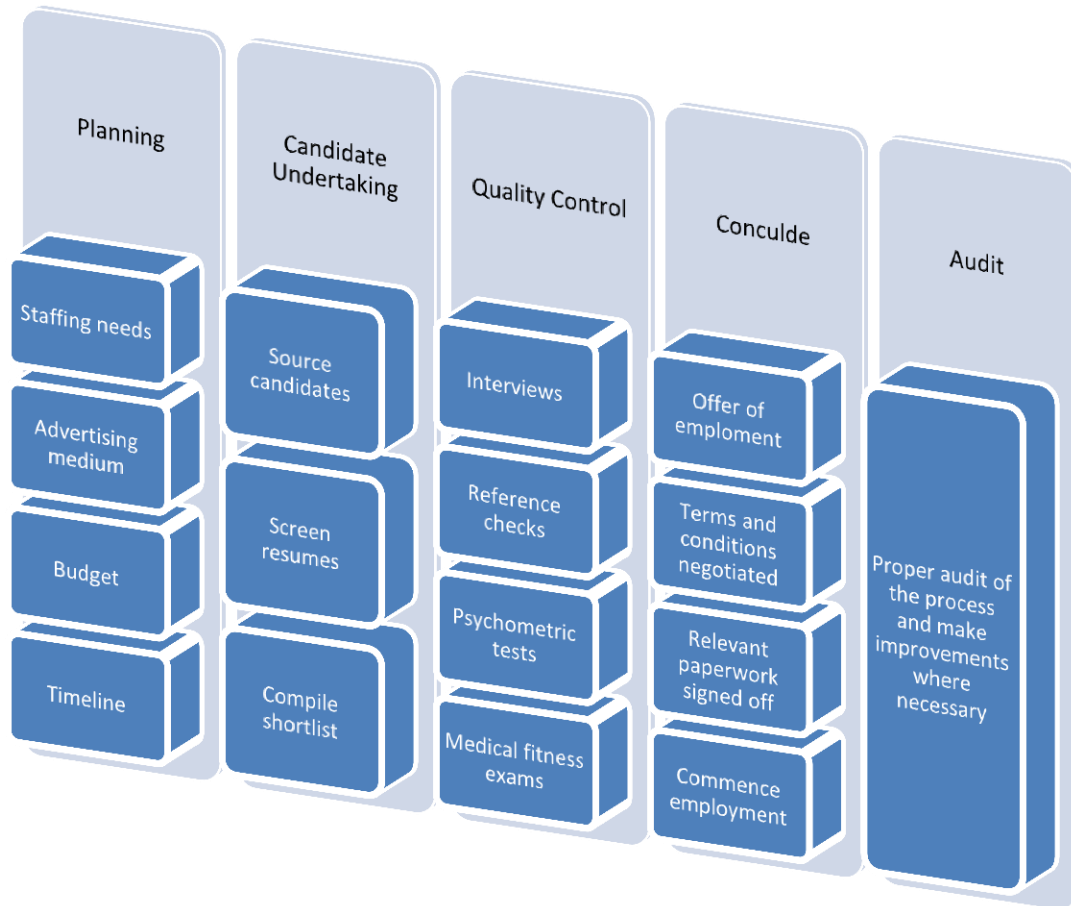 Planning
Staffing needs
Advertising
medium
Budget
Timeline
Candidate
Undertaking
Source
candidates
Screen
resumes
Compile
shortlist
Quality Control
Interviews
Reference
checks
Psychometric
tests
Medical fitness
exams
Conculde
Offer of
emploment
Terms and
conditions
negotiated
Relevant
paperwork
signed off
Commence
employment
Audit
Proper audit of
the process
and make
improvements
where
necessary